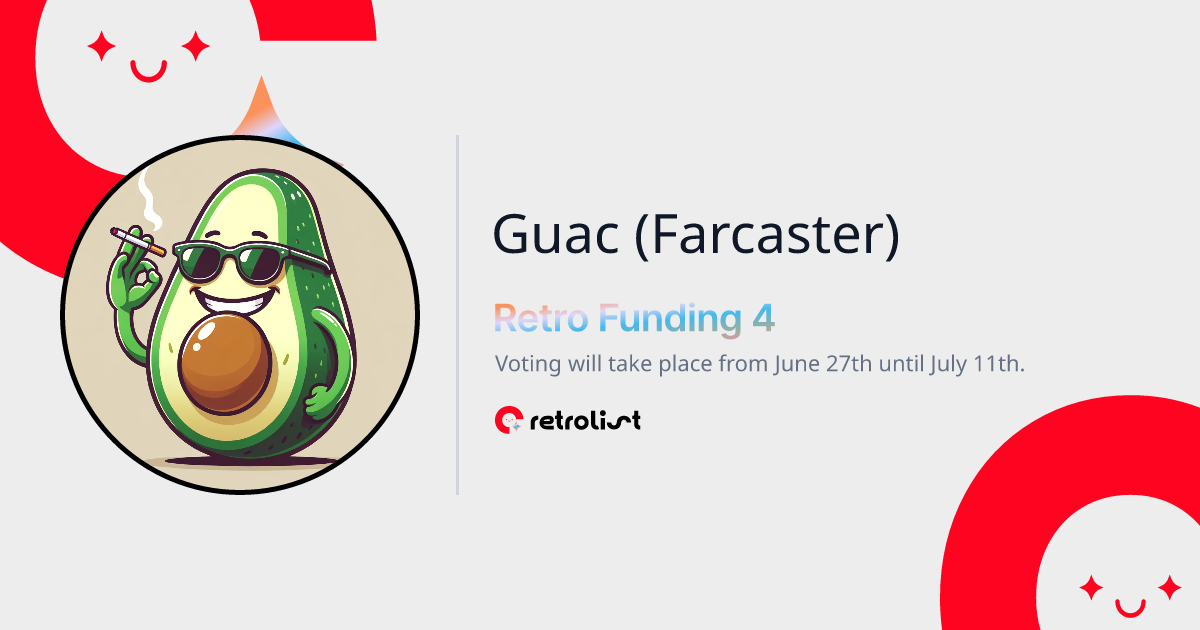 Guac (Farcaster)
Retro Funding 4
Voting will take place from June 27th until July 11th.
retrolist